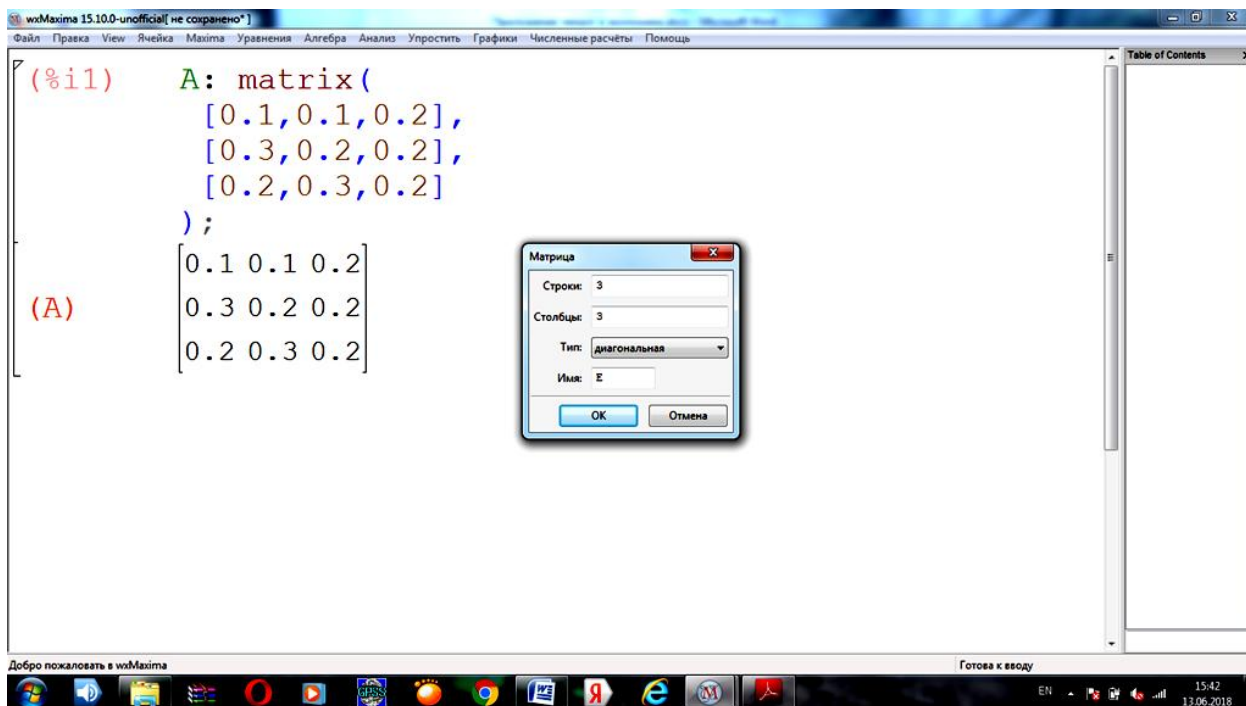 wxMaxima 15.10.0-unofficial[ не сохранено* ]
Файл Правка View Ячейка Maxima Уравнения Алгебра Анализ Упростить Графики Численные расчёты Помощь
Table of Contents
(%i1) A: matrix(
[0.1,0.1,0.2],
[0.3,0.2,0.2],
[0.2,0.3,0.2]
);
0.1 0.1 0.2
(A) 0.3 0.2 0.2
0.2 0.3 0.2
Матрица
Строки: 3
Столбцы: 3
Тип: диагональная
Имя: E
OK Отмена
Добро пожаловать в wxMaxima
Готова к вводу
GPSS
EN
15:42
13.06.2018